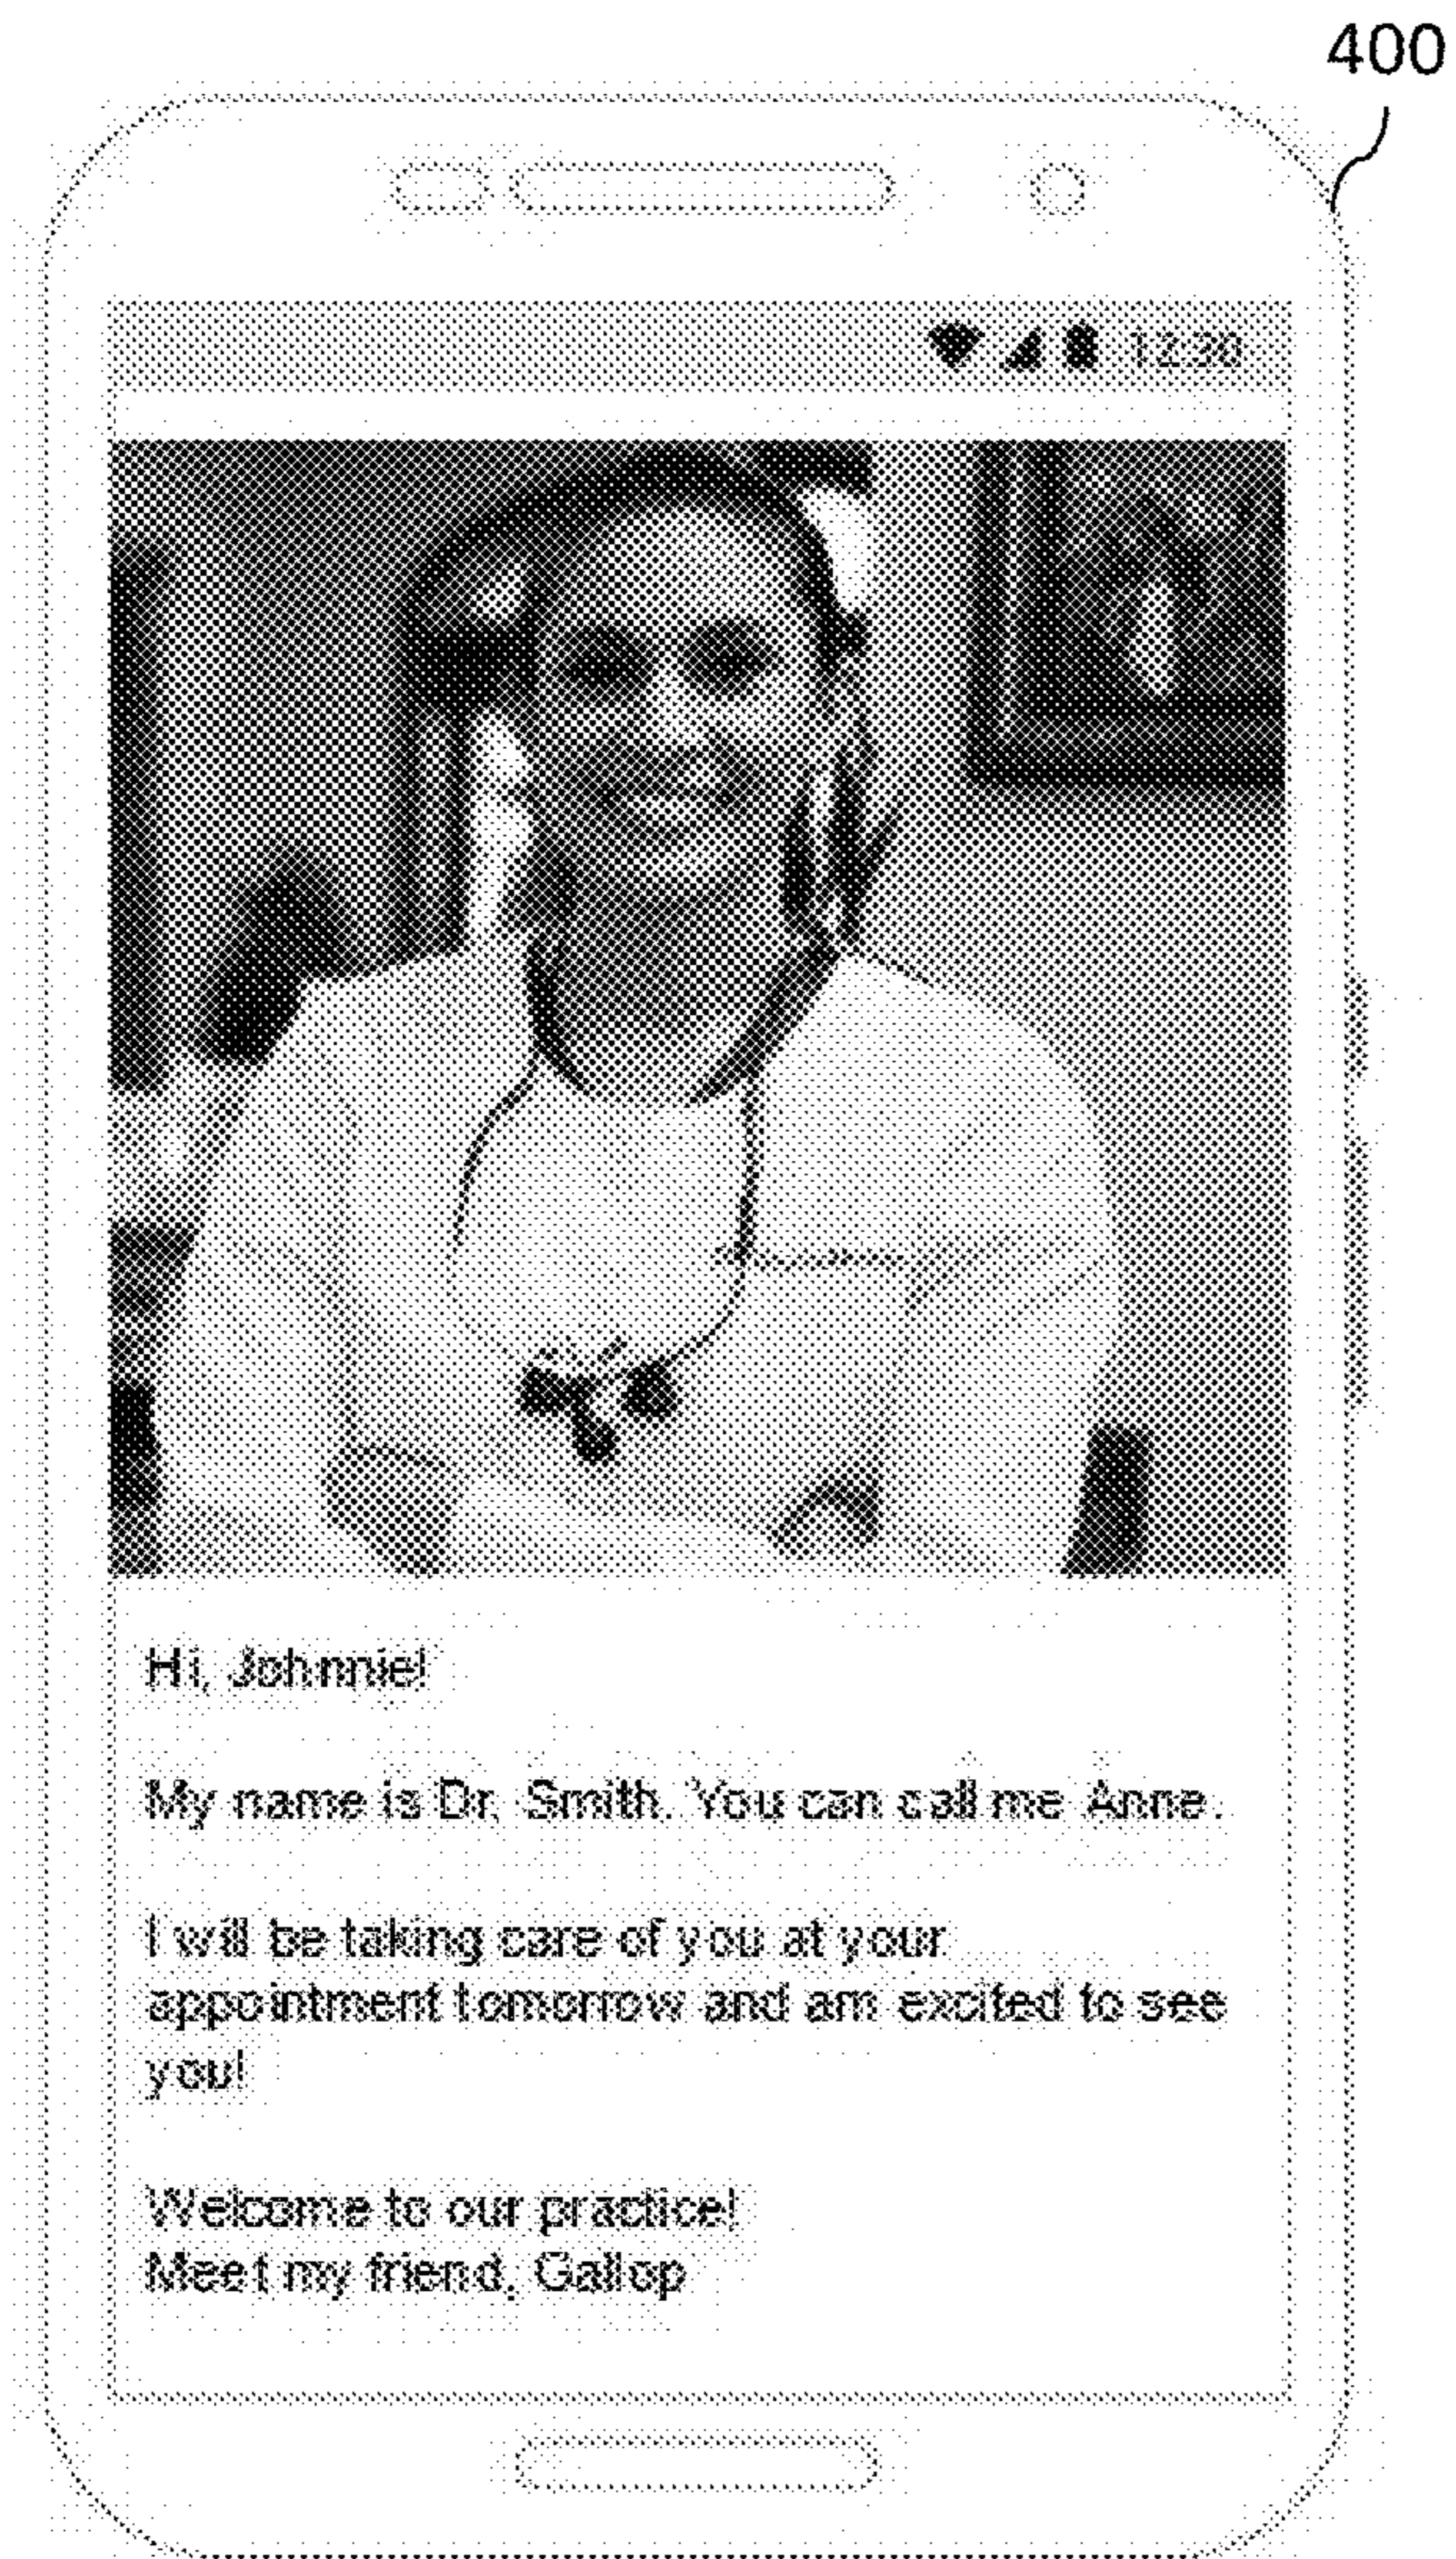 400
12:30
Hi, Johnnie!
My name is Dr. Smith. You can call me Anne.
I will be taking care of you at your
appointment tomorrow and am excited to see
you!
Welcome to our practice!
Meet my friend, Gallop